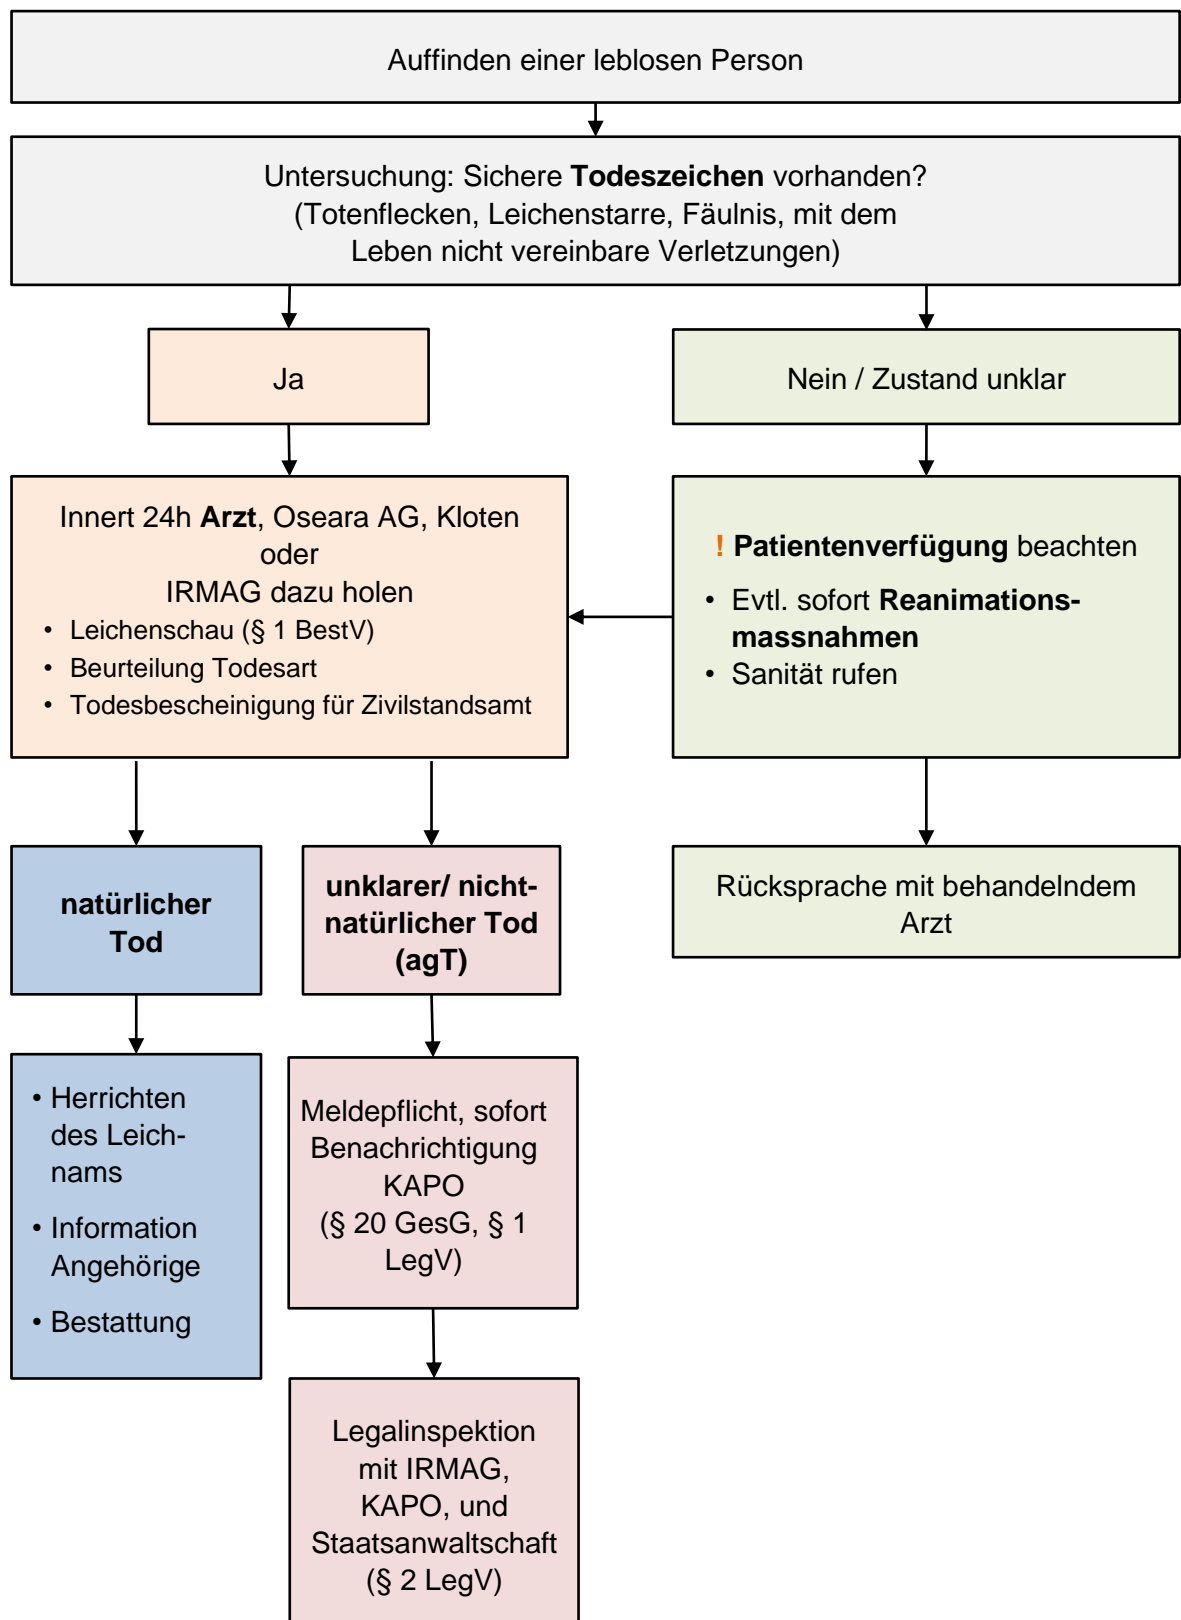 Auffinden einer leblosen Person
Untersuchung: Sichere Todeszeichen vorhanden?
(Totenflecken, Leichenstarre, Fäulnis, mit dem
Leben nicht vereinbare Verletzungen)
Ja
Nein / Zustand unklar
Innert 24h Arzt, Oseara AG, Kloten
oder
IRMAG dazu holen
• Leichenschau (§ 1 BestV)
• Beurteilung Todesart
• Todesbescheinigung für Zivilstandsamt
! Patientenverfügung beachten
• Evtl. sofort Reanimations-
massnahmen
• Sanität rufen
natürlicher
Tod
unklarer/ nicht-
natürlicher Tod
(agT)
Rücksprache mit behandelndem
Arzt
• Herrichten
des Leich-
nams
• Information
Angehörige
• Bestattung
Meldepflicht, sofort
Benachrichtigung
KAPO
(§ 20 GesG, § 1
LegV)
Legalinspektion
mit IRMAG,
KAPO, und
Staatsanwaltschaft
(§ 2 LegV)